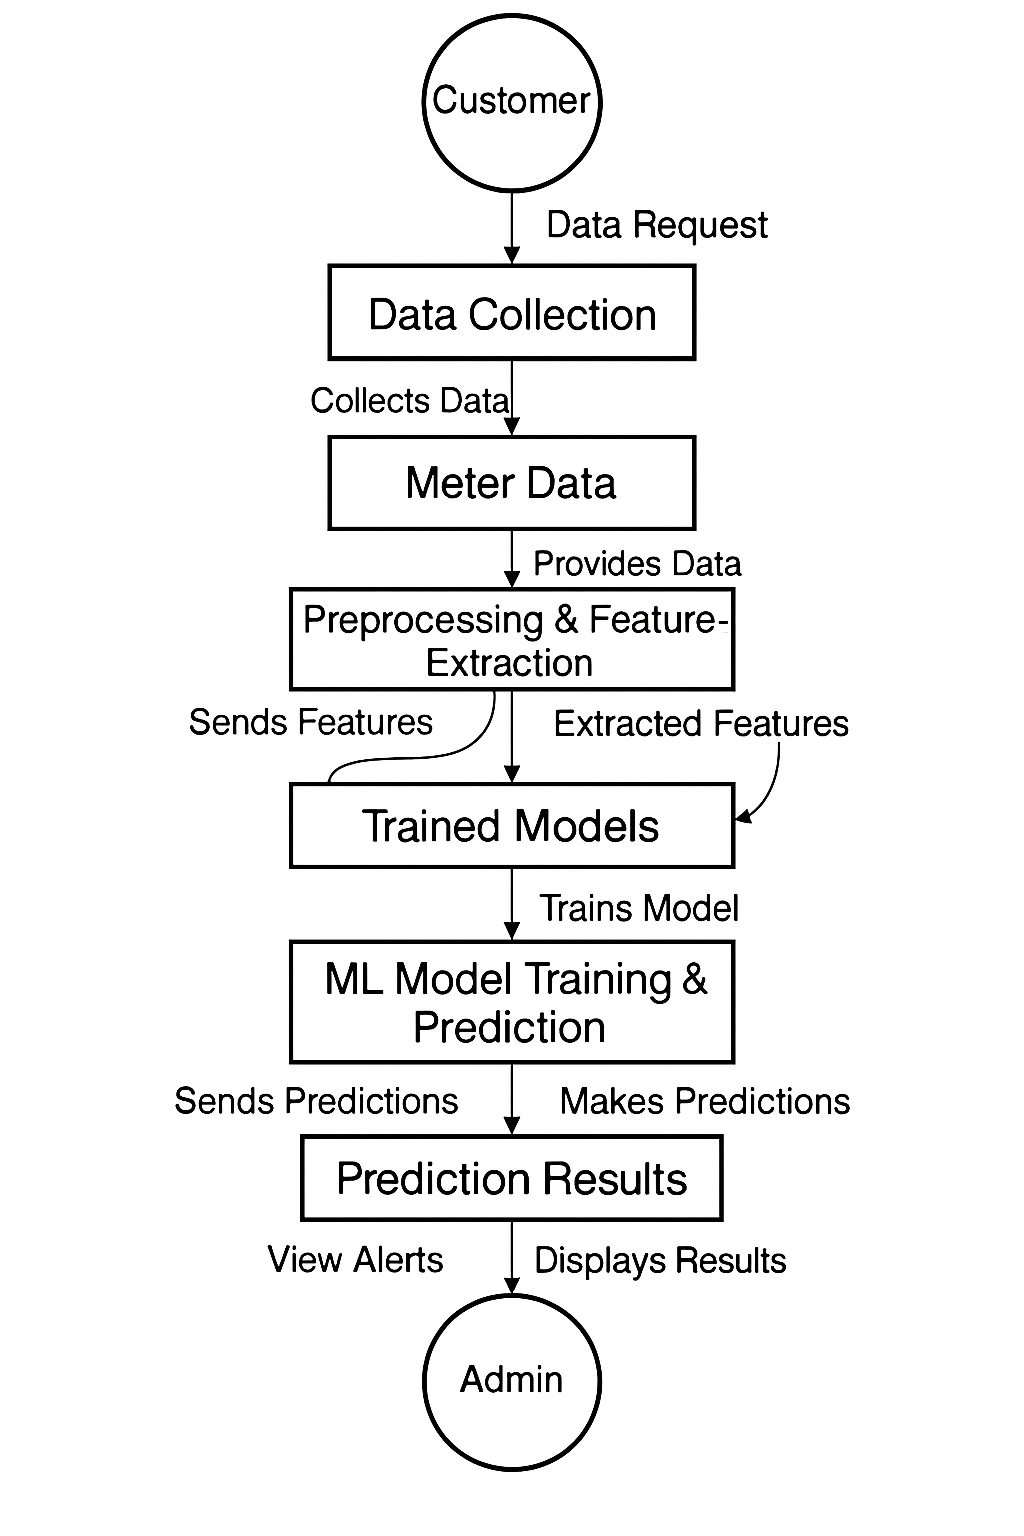 Customer
Data Request
Data Collection
Collects Data
Meter Data
Provides Data
Preprocessing & Feature-
Extraction
Sends Features
Extracted Features
Trained Models
Trains Model
ML Model Training &
Prediction
Sends Predictions
Makes Predictions
Prediction Results
View Alerts
Displays Results
Admin